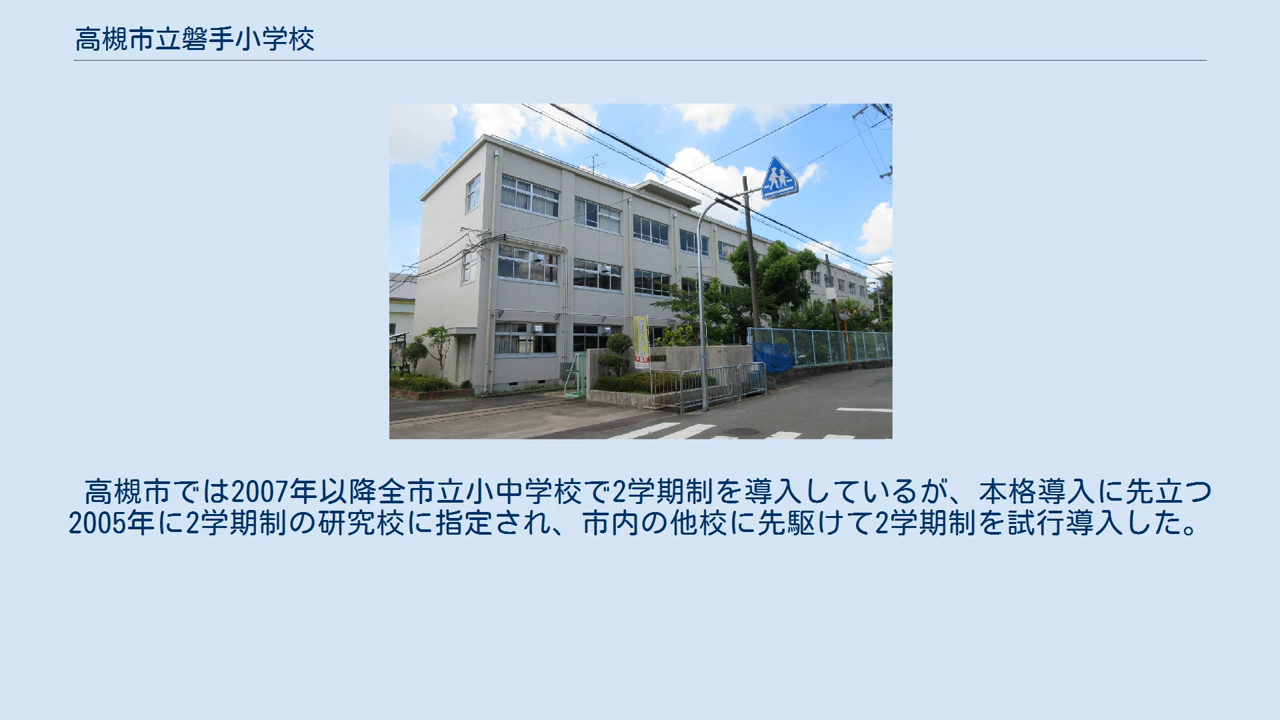 高槻市立磐手小学校
高槻市では2007年以降全市立小中学校で2学期制を導入しているが、本格導入に先立つ
2005年に2学期制の研究校に指定され、市内の他校に先駆けて2学期制を試行導入した。